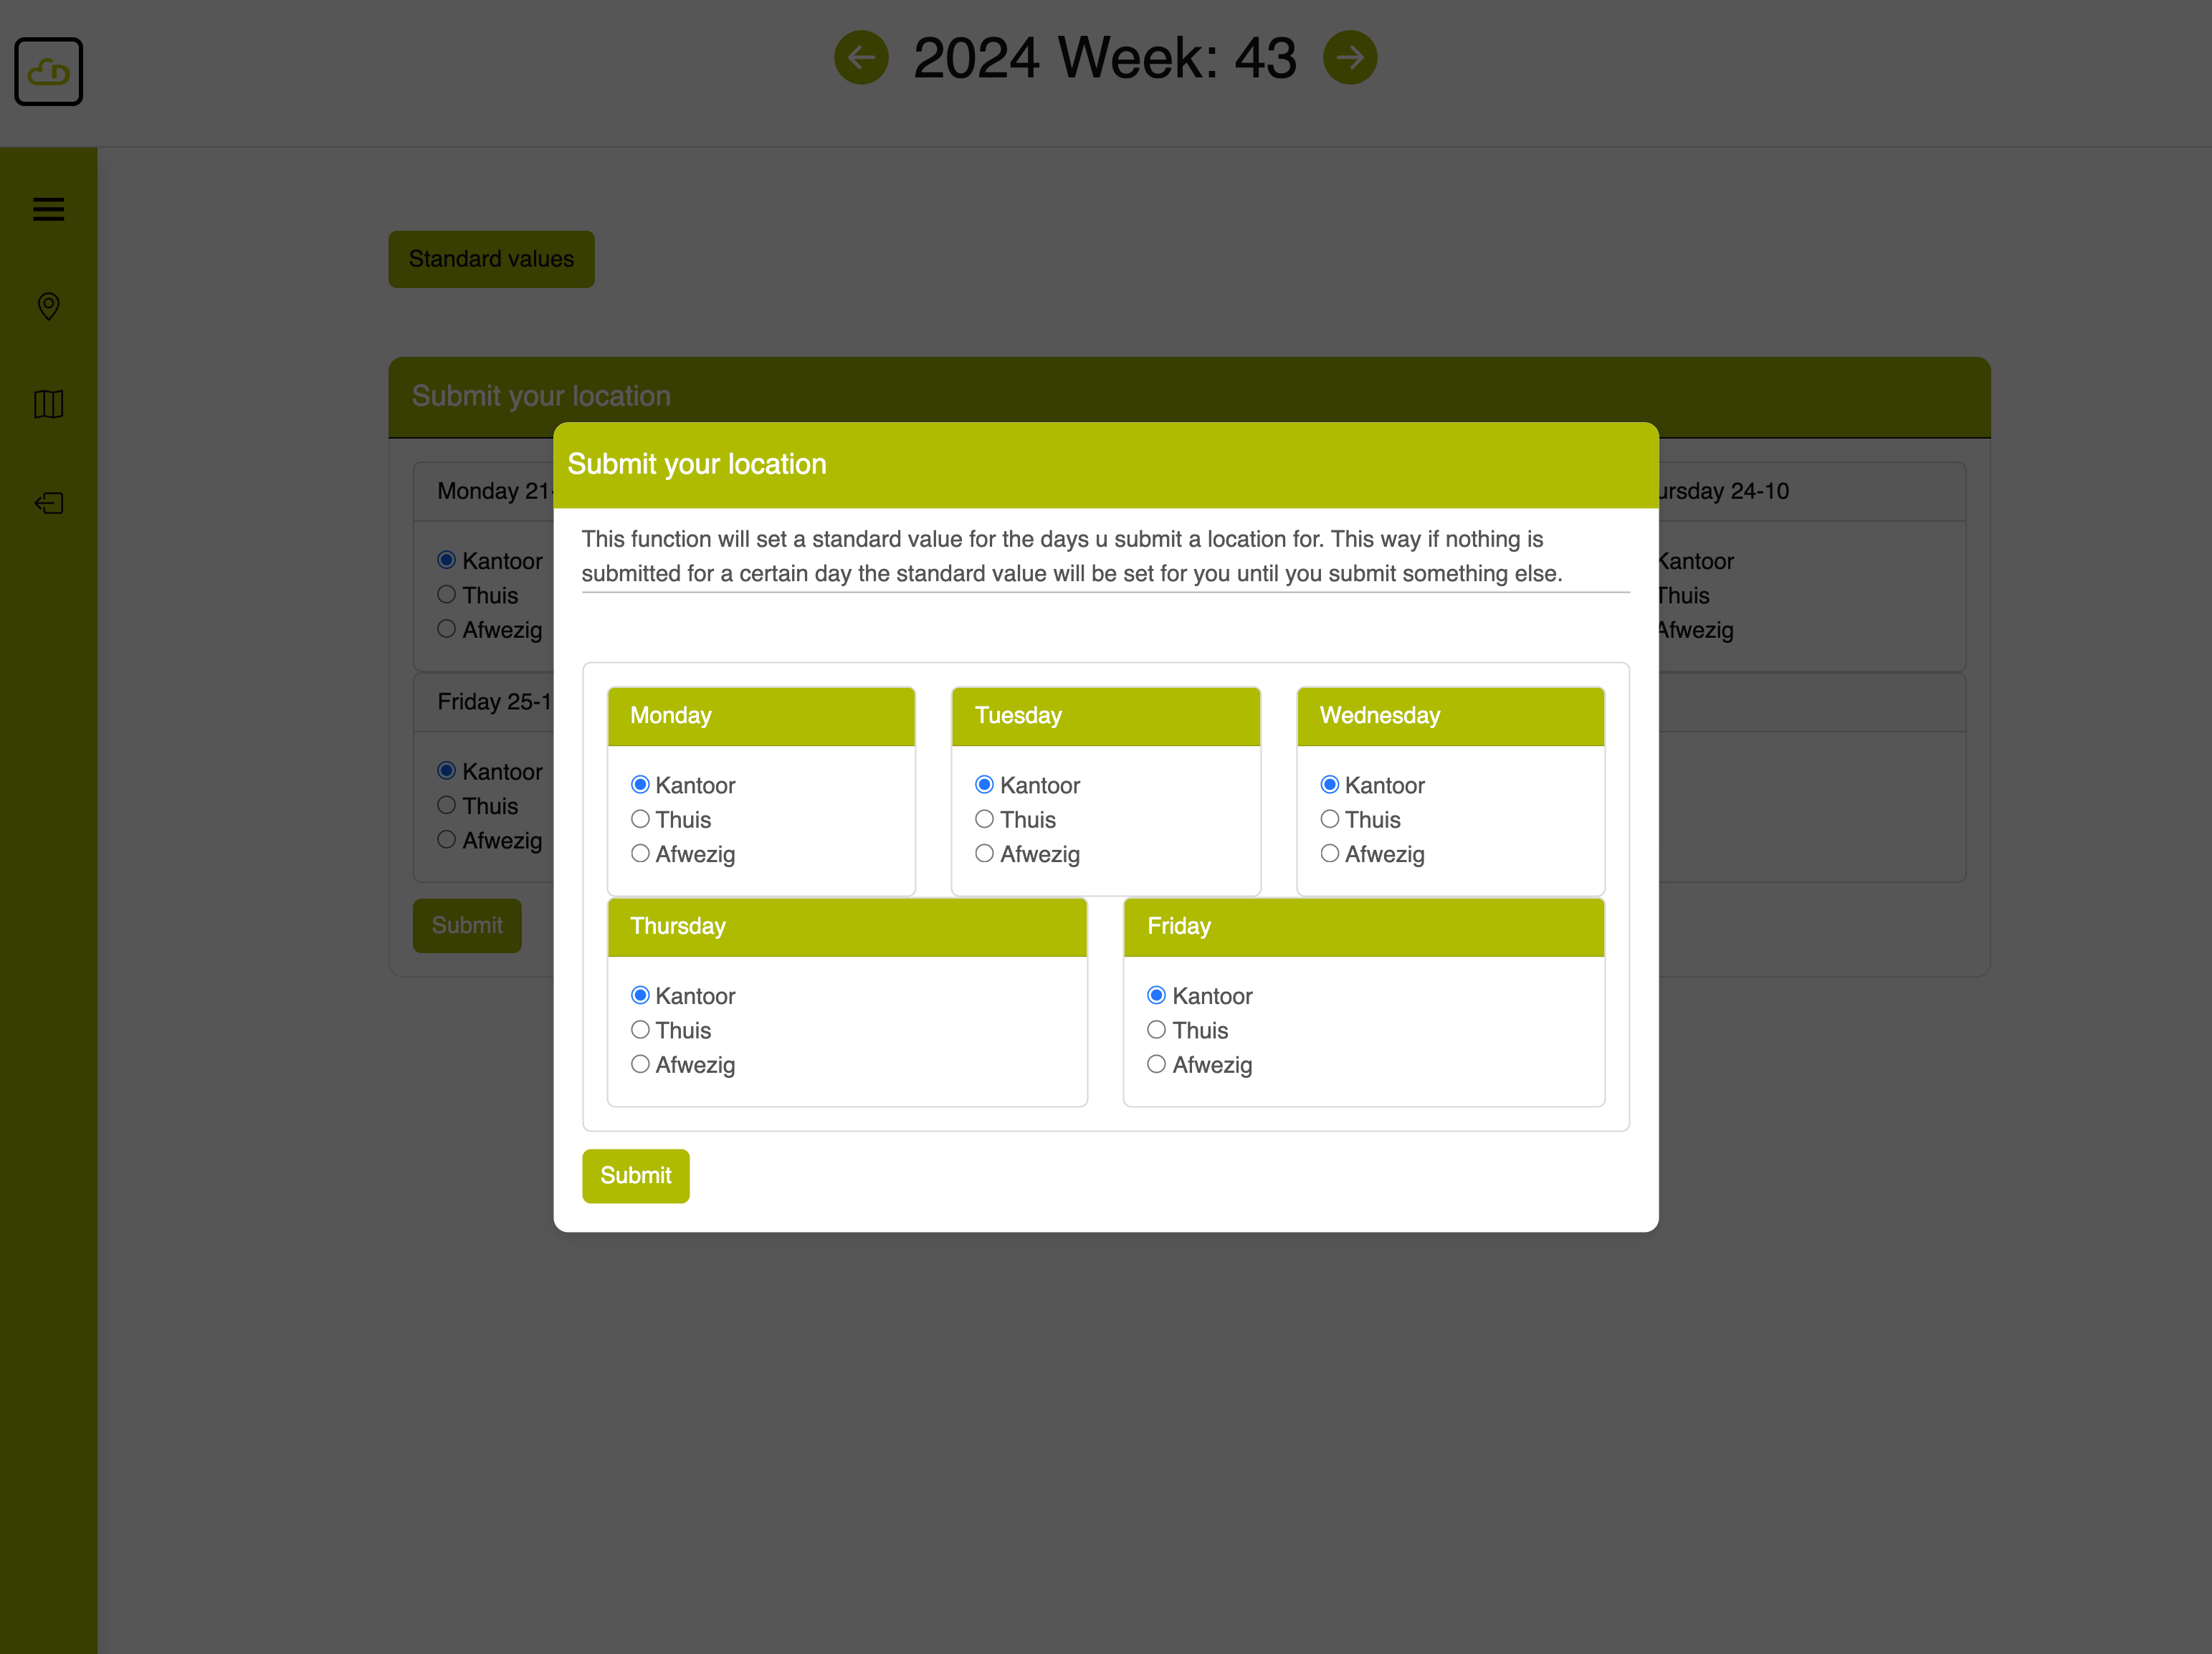 2024 Week: 43
Standard values
Submit your location
Monday 21-
Kantoor
Thuis
Afwezig
Friday 25-1
Kantoor
Thuis
Afwezig
Submit
ursday 24-10
Kantoor
Thuis
Afwezig
Submit your location
This function will set a standard value for the days u submit a location for. This way if nothing is
submitted for a certain day the standard value will be set for you until you submit something else.
Monday
Kantoor
Thuis
Afwezig
Tuesday
Kantoor
Thuis
Afwezig
Wednesday
Kantoor
Thuis
Afwezig
Thursday
Kantoor
Thuis
Afwezig
Friday
Kantoor
Thuis
Afwezig
Submit